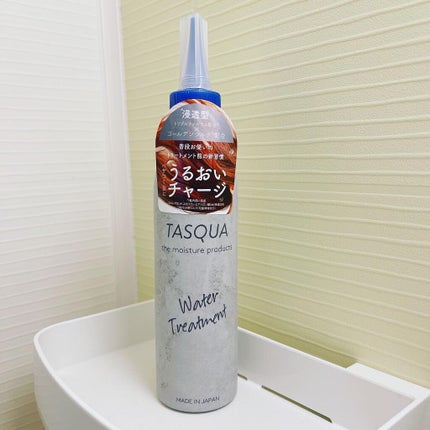 浸透型
ゴールデンシルク配合
普段お使いの
トリートメント前の新習慣
うるおい
チャージ
TASQUA
the moisture products
Water
Treatment
MADE IN JAPAN